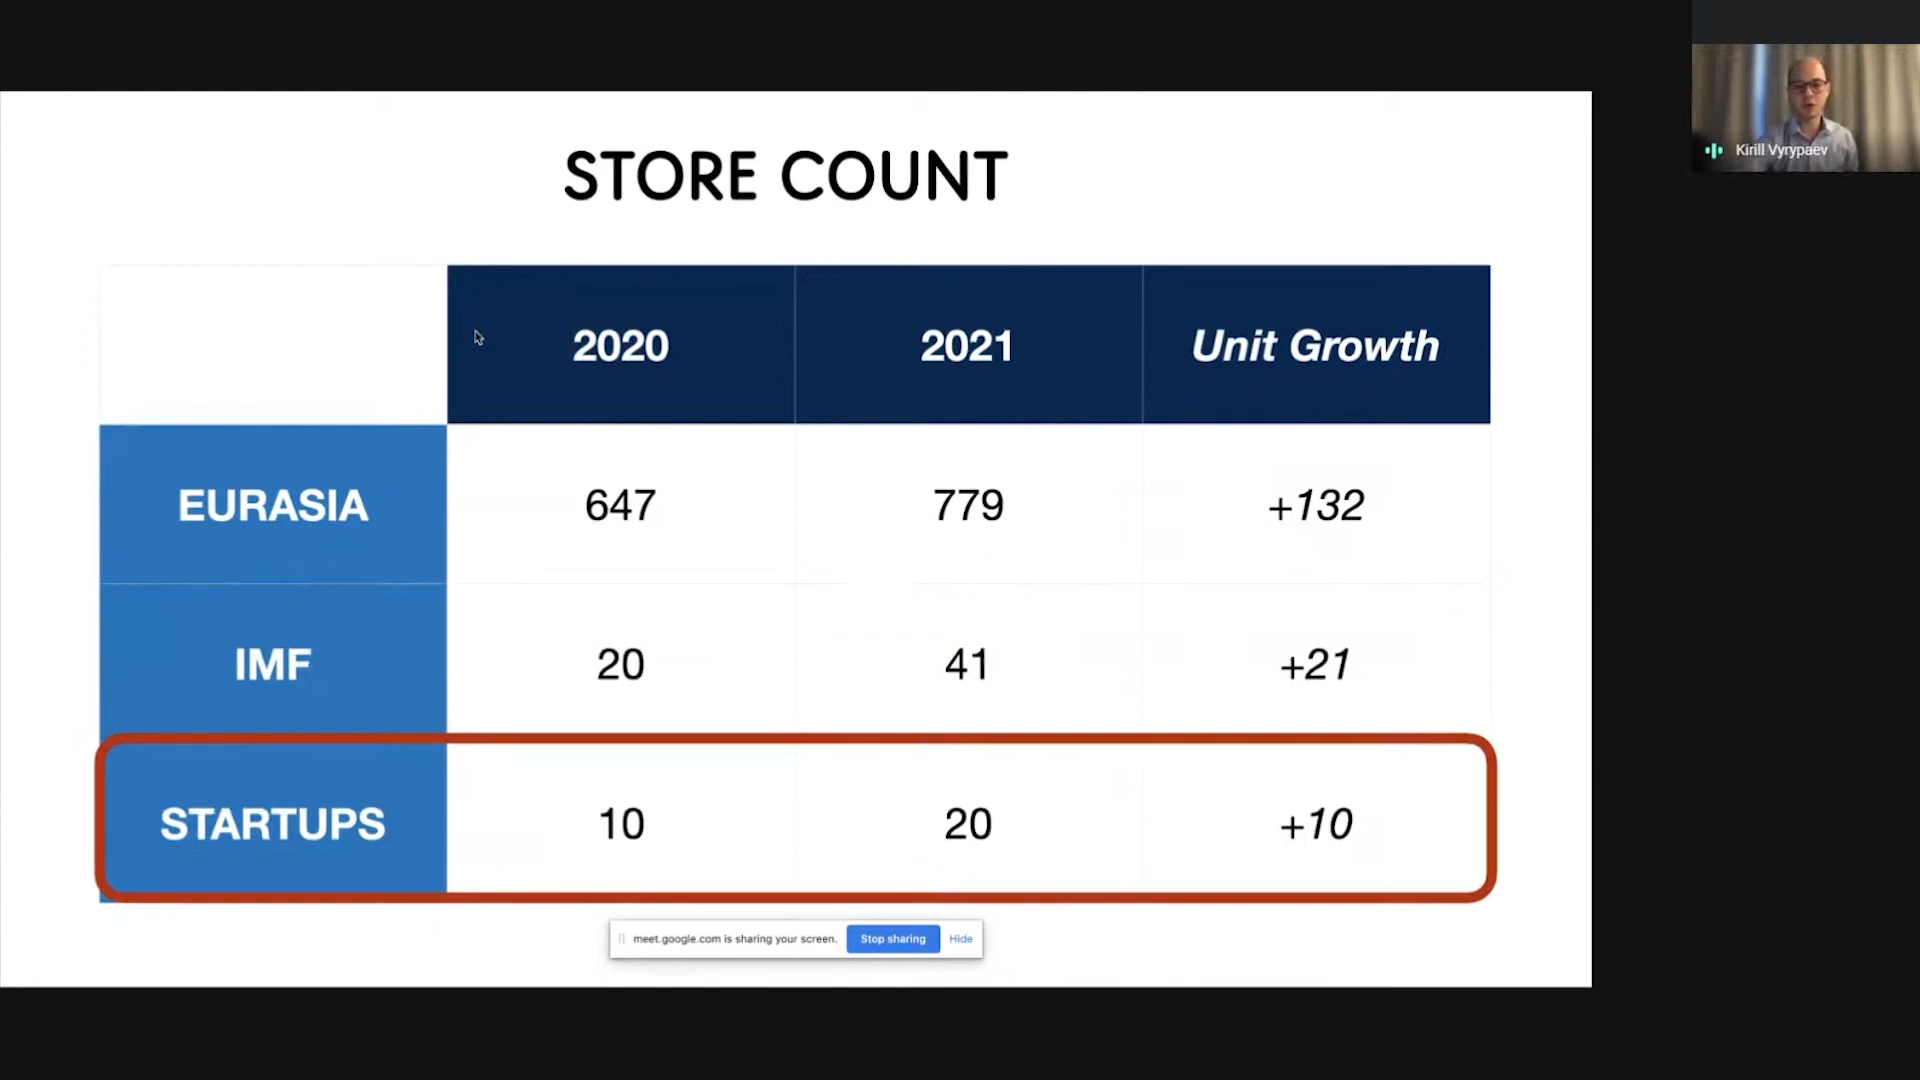 Kirill Vyrypaev
STORE COUNT
2020 2021 Unit Growth
EURASIA 647 779 +132
IMF 20 41 +21
STARTUPS 10 20 +10
meet.google.com is sharing your screen. Stop sharing Hide